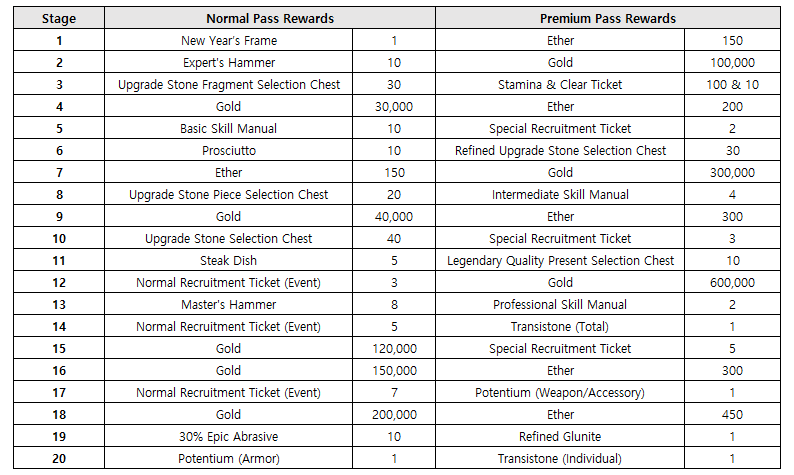 Stage Normal Pass Rewards Premium Pass Rewards
1 New Year's Frame 1 Ether 150
2 Expert's Hammer 10 Gold 100,000
3 Upgrade Stone Fragment Selection Chest 30 Stamina & Clear Ticket 100 & 10
4 Gold 30,000 Ether 200
5 Basic Skill Manual 10 Special Recruitment Ticket 2
6 Prosciutto 10 Refined Upgrade Stone Selection Chest 30
7 Ether 150 Gold 300,000
8 Upgrade Stone Piece Selection Chest 20 Intermediate Skill Manual 4
9 Gold 40,000 Ether 300
10 Upgrade Stone Selection Chest 40 Special Recruitment Ticket 3
11 Steak Dish 5 Legendary Quality Present Selection Chest 10
12 Normal Recruitment Ticket (Event) 3 Gold 600,000
13 Master's Hammer 8 Professional Skill Manual 2
14 Normal Recruitment Ticket (Event) 5 Transistone (Total) 1
15 Gold 120,000 Special Recruitment Ticket 5
16 Gold 150,000 Ether 300
17 Normal Recruitment Ticket (Event) 7 Potentium (Weapon/Accessory) 1
18 Gold 200,000 Ether 450
19 30% Epic Abrasive 10 Refined Glunite 1
20 Potentium (Armor) 1 Transistone (Individual) 1